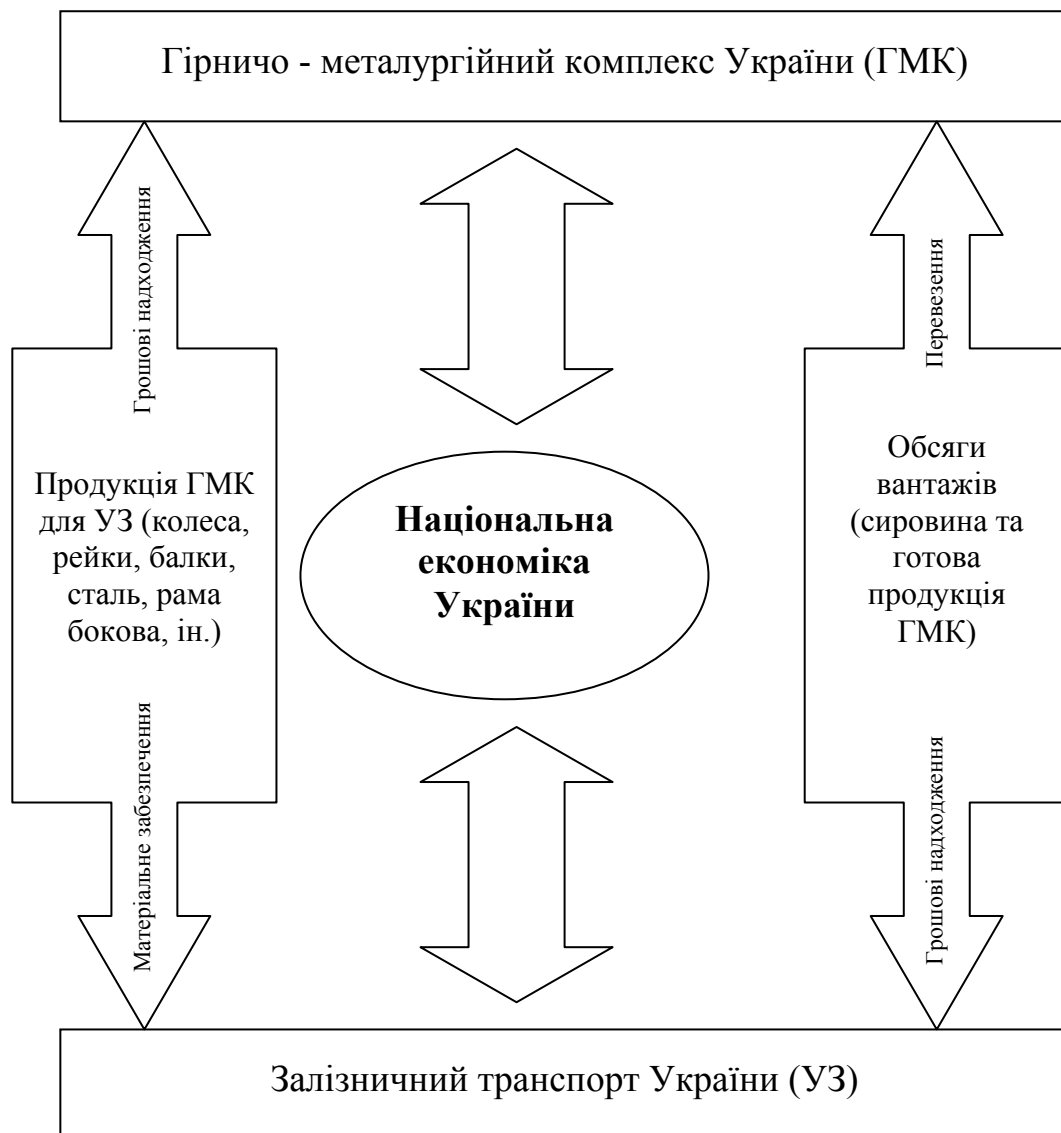 Гірничо - металургійний комплекс України (ГМК)
Грошові надходження
Перевезення
Продукція ГМК
для УЗ (колеса,
рейки, балки,
сталь, рама
бокова, ін.)
Національна
економіка
України
Обсяги
вантажів
(сировина та
готова
продукція
ГМК)
Матеріальне забезпечення
Грошові надходження
Залізничний транспорт України (УЗ)